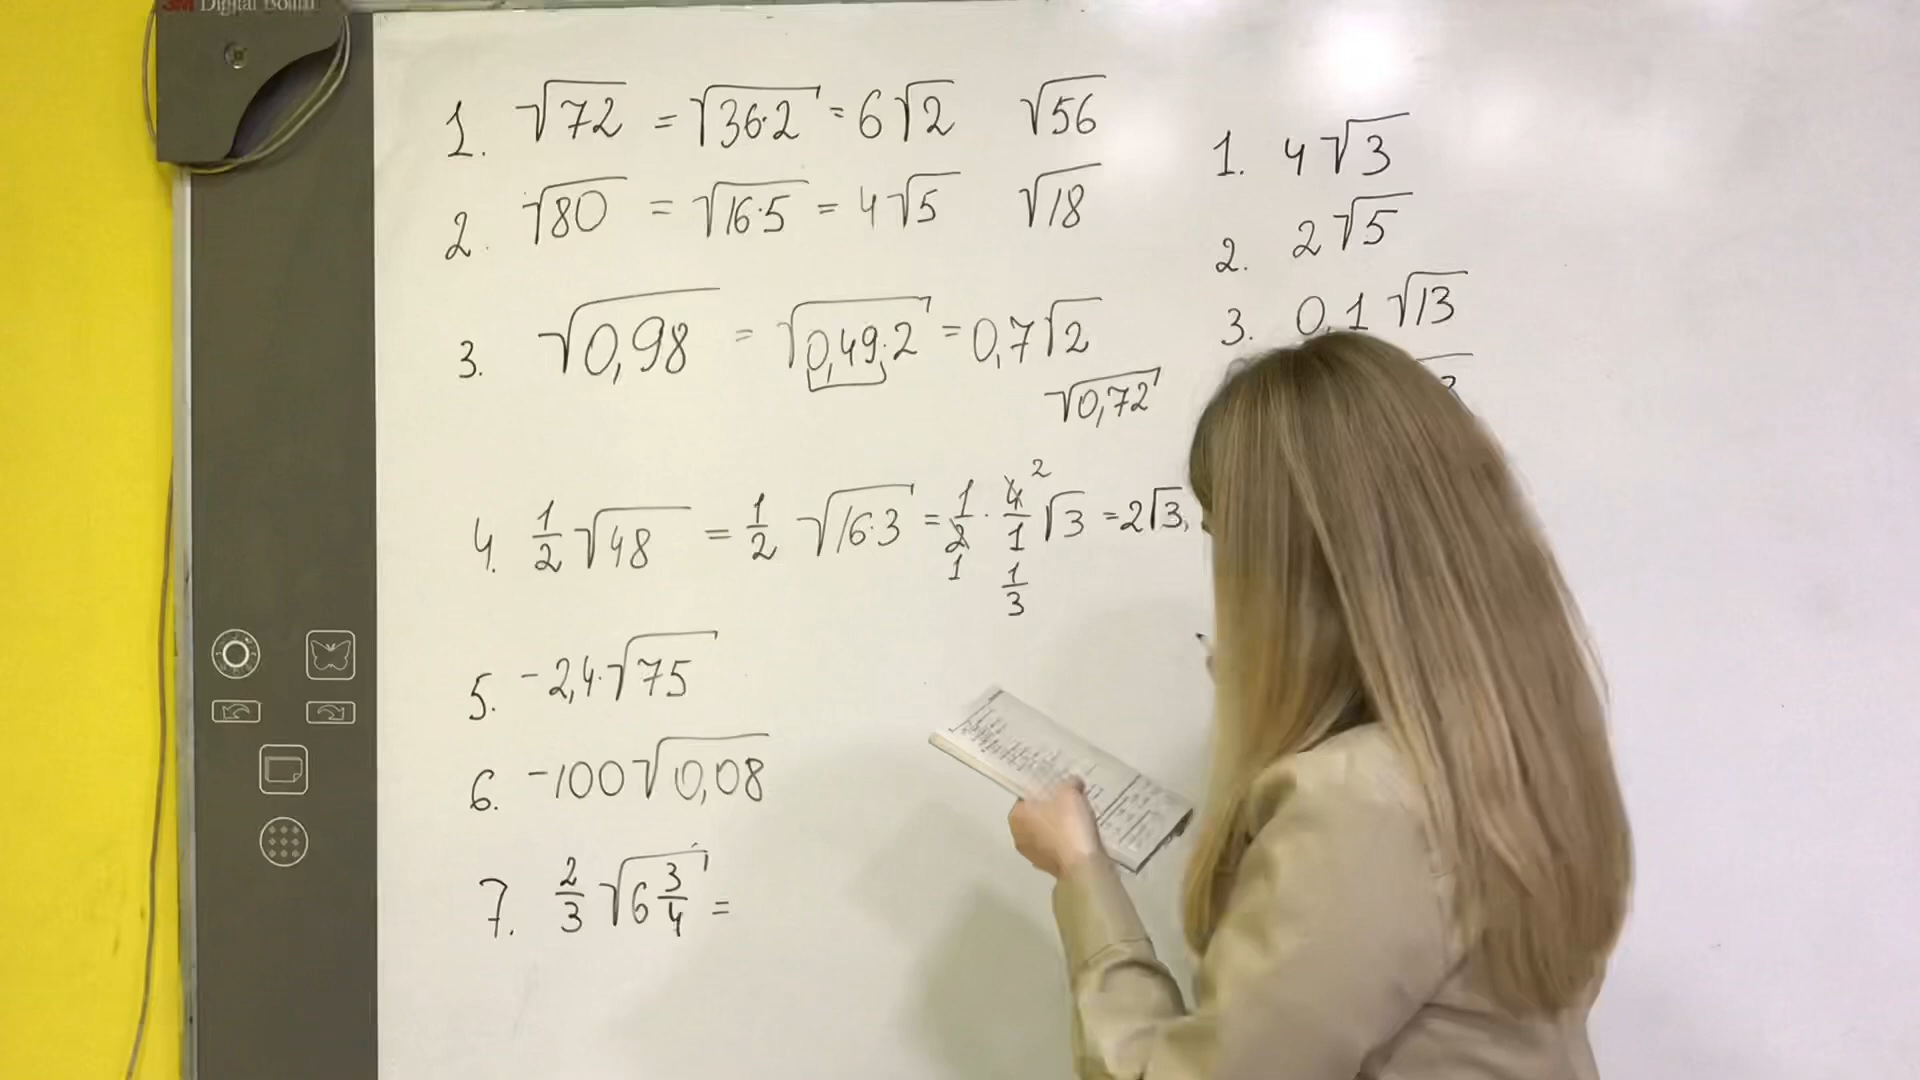 3M Digital Board
1. √72 = √36·2 = 6√2 √56
2. √80 = √16·5 = 4√5 √18
3. √0,98 = √0,49·2 = 0,7√2
√0,72
4. 1/2 √48 = 1/2 √16·3 = 1/2 · 4/1 √3 = 2√3,
2
1
1/3
5. -2,4·√75
6. -100√0,08
7. 2/3 √6 3/4 =
1. 4√3
2. 2√5
3. 0,1√13